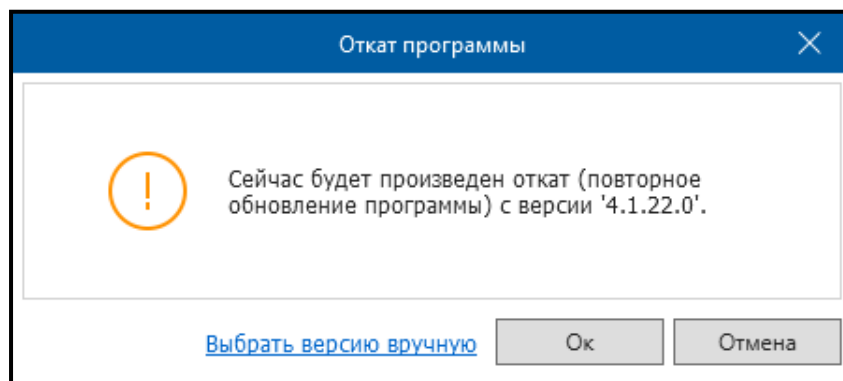 Откат программы
Сейчас будет произведен откат (повторное
обновление программы) с версии '4.1.22.0'.
Выбрать версию вручную
Ок
Отмена